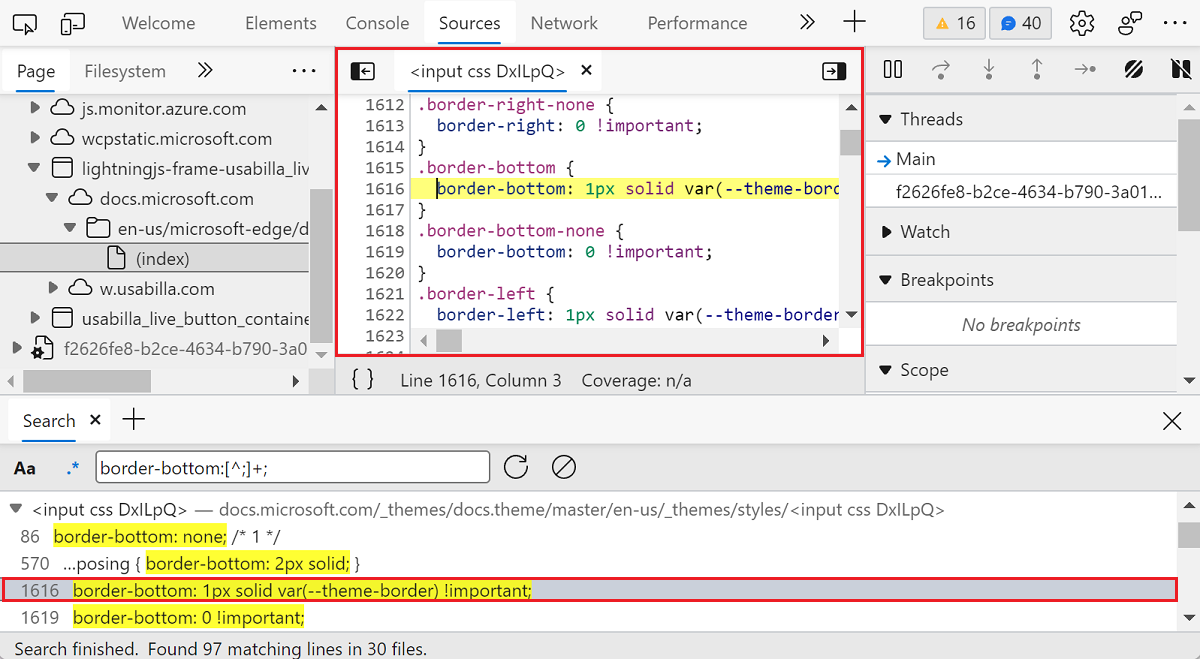 Welcome Elements Console Sources Network Performance 16 40
Page Filesystem
js.monitor.azure.com
wcpstatic.microsoft.com
lightningjs-frame-usabilla_liv
docs.microsoft.com
en-us/microsoft-edge/d
(index)
w.usabilla.com
usabilla_live_button_containe
f2626fe8-b2ce-4634-b790-3a0
<input css DxILpQ>
1612 .border-right-none {
1613 border-right: 0 !important;
1614 }
1615 .border-bottom {
1616 border-bottom: 1px solid var(--theme-bord
1617 }
1618 .border-bottom-none {
1619 border-bottom: 0 !important;
1620 }
1621 .border-left {
1622 border-left: 1px solid var(--theme-border
1623
{ } Line 1616, Column 3 Coverage: n/a
Threads
Main
f2626fe8-b2ce-4634-b790-3a01...
Watch
Breakpoints
No breakpoints
Scope
Search
Aa .* border-bottom:[^;]+;
<input css DxILpQ> — docs.microsoft.com/_themes/docs.theme/master/en-us/_themes/styles/<input css DxILpQ>
86 border-bottom: none; /* 1 */
570 ...posing { border-bottom: 2px solid; }
1616 border-bottom: 1px solid var(--theme-border) !important;
1619 border-bottom: 0 !important;
Search finished. Found 97 matching lines in 30 files.